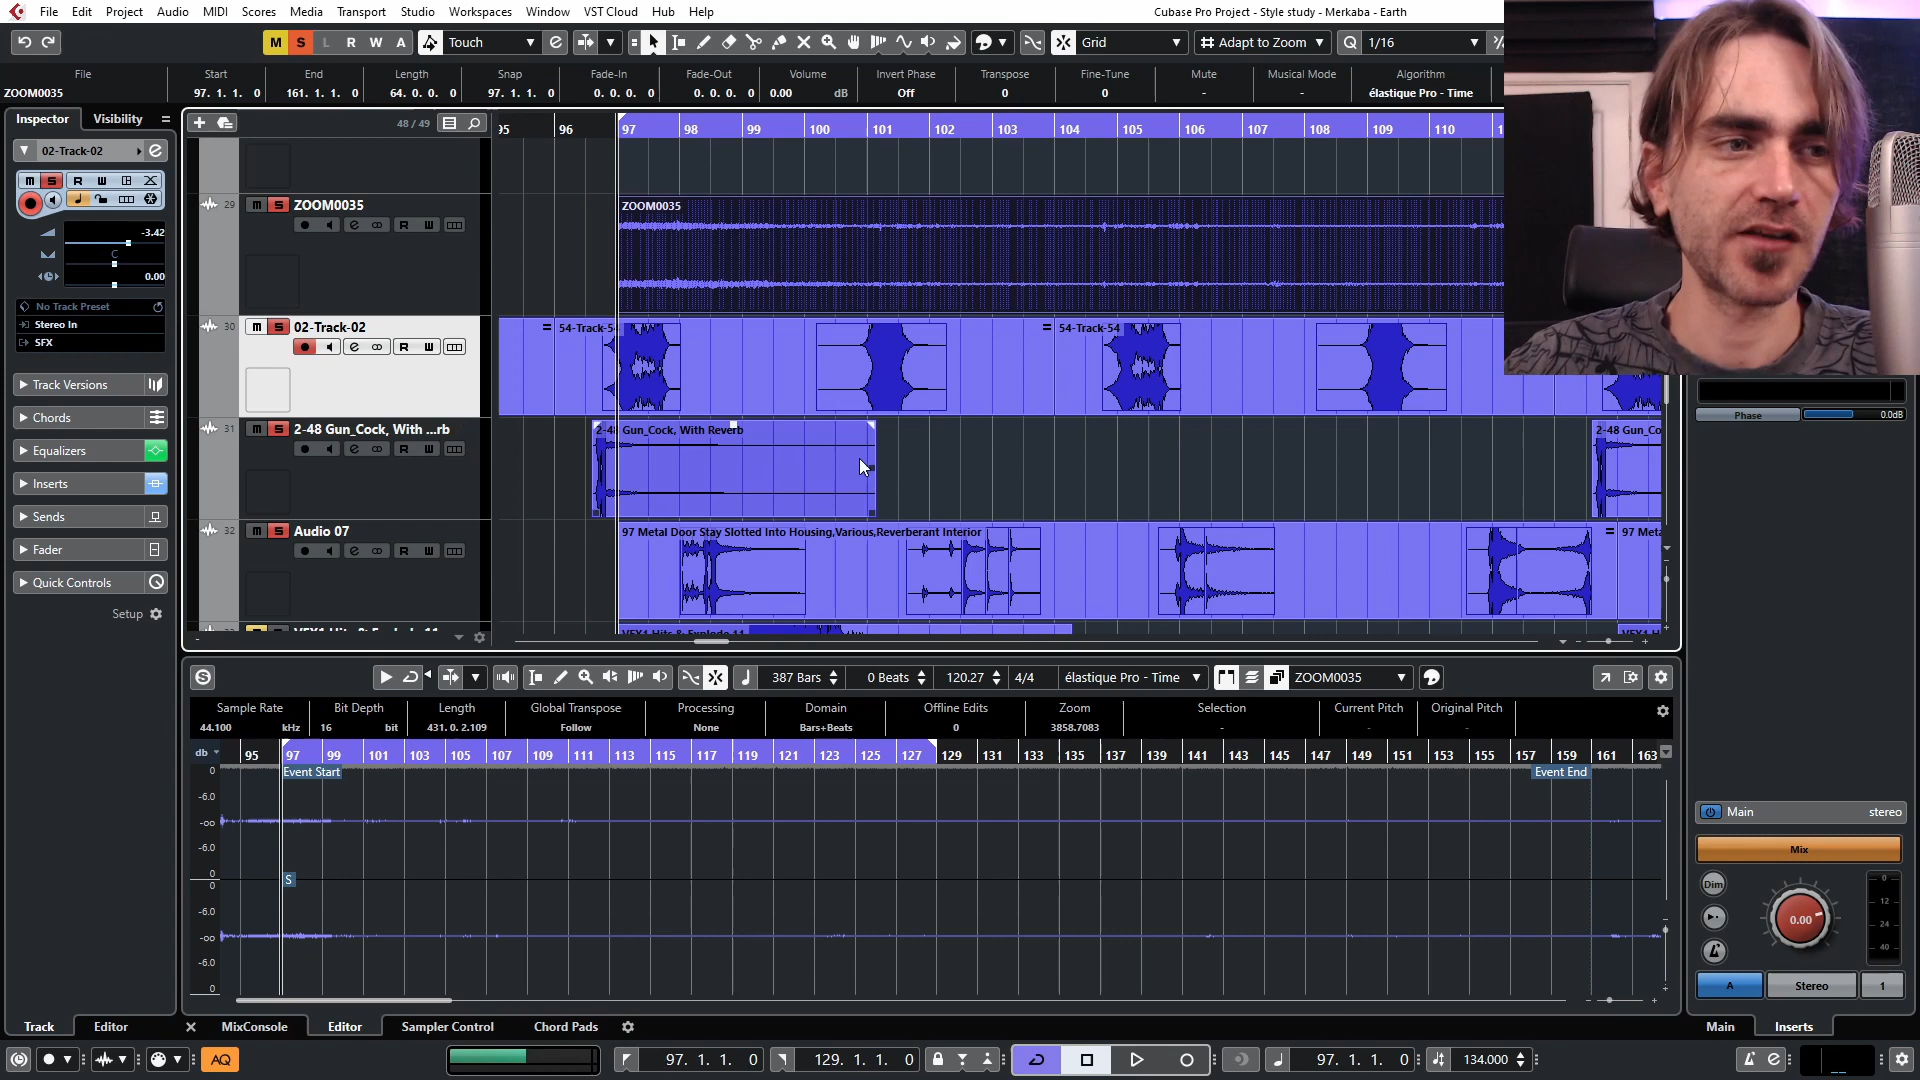 File Edit Project Audio MIDI Scores Media Transport Studio Workspaces Window VST Cloud Hub Help
Cubase Pro Project - Style study - Merkaba - Earth
M S L R W A Touch Grid Adapt to Zoom Q 1/16
File Start End Length Snap Fade-In Fade-Out Volume Invert Phase Transpose Fine-Tune Mute Musical Mode Algorithm
ZOOM0035 97. 1. 1. 0 161. 1. 1. 0 64. 0. 0. 0 97. 1. 1. 0 0. 0. 0. 0 0. 0. 0. 0 0.00 dB Off 0 0 - - élastique Pro - Time
Inspector Visibility
48 / 49
95 96 97 98 99 100 101 102 103 104 105 106 107 108 109 110
02-Track-02
M S R W
-3.42
C
0.00
No Track Preset
Stereo In
SFX
Track Versions
Chords
Equalizers
Inserts
Sends
Fader
Quick Controls
Setup
29 M S ZOOM0035
R W
ZOOM0035
30 M S 02-Track-02
R W
54-Track-54 54-Track-54
31 M S 2-48 Gun_Cock, With ...rb
R W
2-48 Gun_Cock, With Reverb 2-48 Gun_Co
32 M S Audio 07
R W
97 Metal Door Stay Slotted Into Housing,Various,Reverberant Interior 97 Meta
VEX1 Hits & Explode 11
VEX1 Hits & Explode 11 VEX1 H
Phase 0.0dB
S 387 Bars 0 Beats 120.27 4/4 élastique Pro - Time ZOOM0035
Sample Rate Bit Depth Length Global Transpose Processing Domain Offline Edits Zoom Selection Current Pitch Original Pitch
44.100 kHz 16 bit 431. 0. 2.109 Follow None Bars+Beats 0 3858.7083 - - -
db 95 97 99 101 103 105 107 109 111 113 115 117 119 121 123 125 127 129 131 133 135 137 139 141 143 145 147 149 151 153 155 157 159 161 163
Event Start Event End
0
-6.0
-oo
-6.0
0
0
S
-6.0
-oo
-6.0
0
Main stereo
Mix
Dim
0.00
0
12
24
40
A Stereo 1
Track Editor MixConsole Editor Sampler Control Chord Pads Main Inserts
AQ 97. 1. 1. 0 129. 1. 1. 0 97. 1. 1. 0 134.000